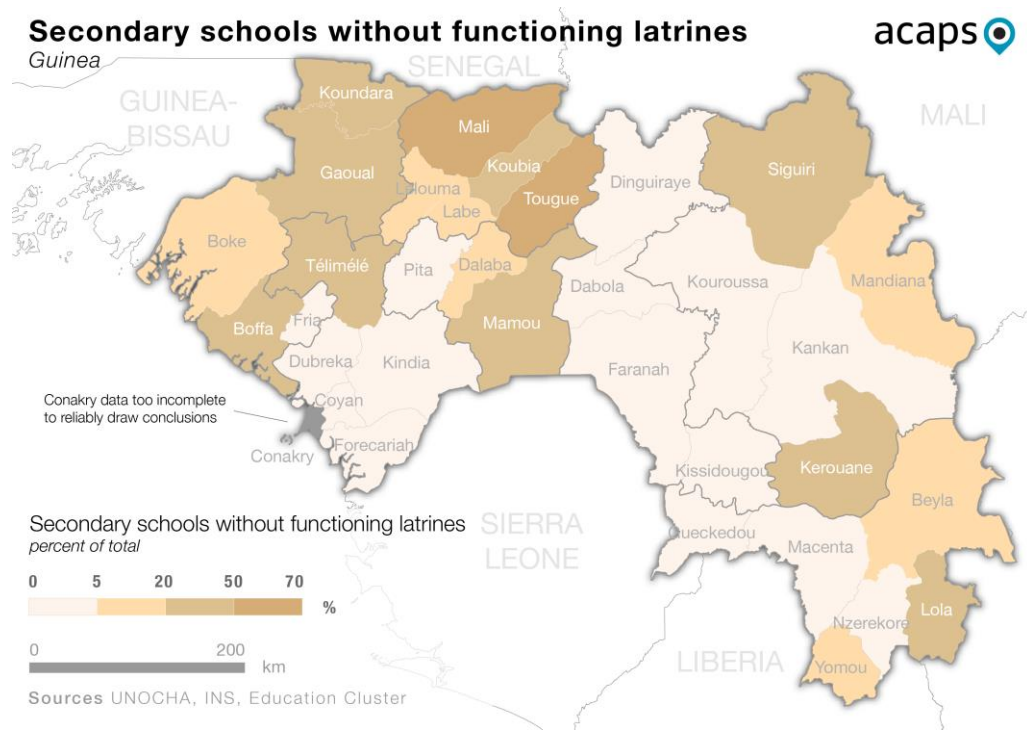 Secondary schools without functioning latrines
Guinea
acaps
SENEGAL
GUINEA-
BISSAU
MALI
Koundara
Mali
Koubia
Gaoual
Lelouma
Tougue
Labe
Dinguiraye
Siguiri
Boke
Télimélé
Pita
Dalaba
Dabola
Kouroussa
Mandiana
Boffa
Fria
Mamou
Dubreka
Kindia
Faranah
Kankan
Conakry data too incomplete
to reliably draw conclusions
Coyan
Conakry
Forecariah
Kissidougou
Kerouane
Beyla
Secondary schools without functioning latrines
percent of total
SIERRA
LEONE
Gueckedou
Macenta
0 5 20 50 70
%
Nzerekore
Lola
0 200
km
LIBERIA
Yomou
Sources UNOCHA, INS, Education Cluster